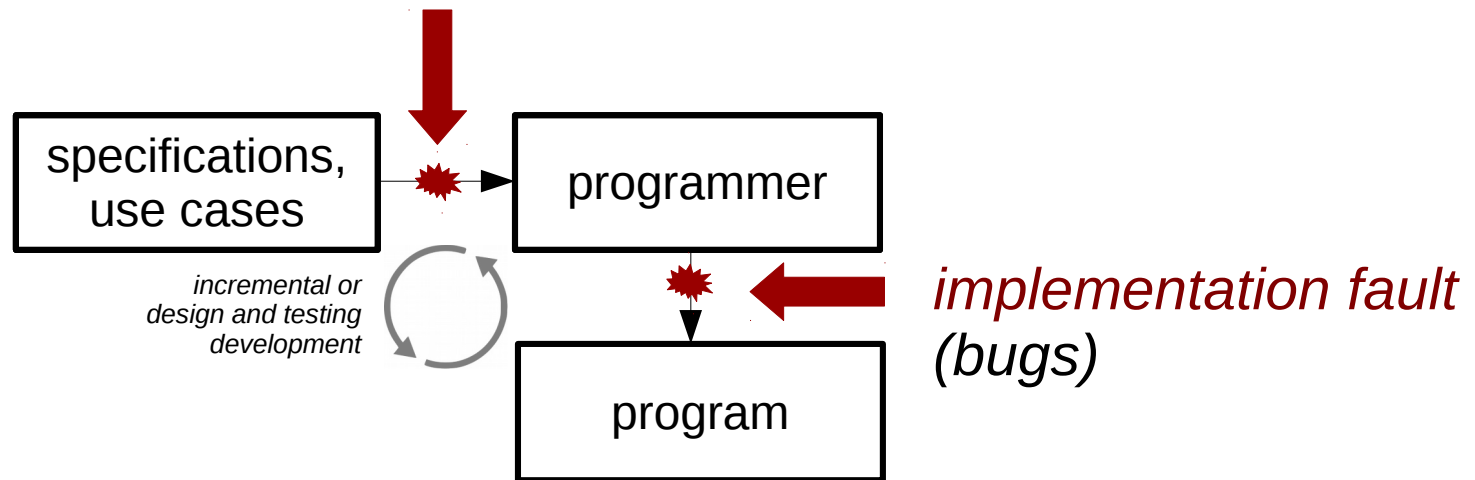 specifications,
use cases
programmer
incremental or
design and testing
development
implementation fault
(bugs)
program